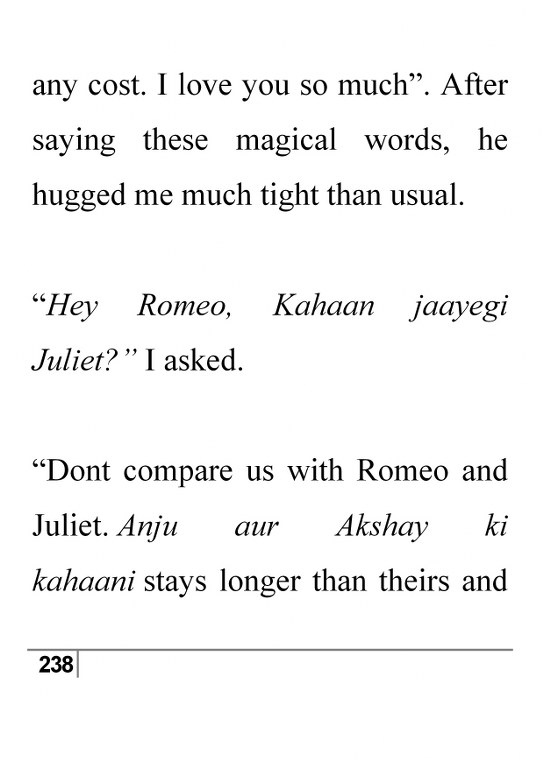 any cost. I love you so much”. After
saying these magical words, he
hugged me much tight than usual.
“Hey Romeo, Kahaan jaayegi
Juliet?” I asked.
“Dont compare us with Romeo and
Juliet. Anju aur Akshay ki
kahaani stays longer than theirs and
238